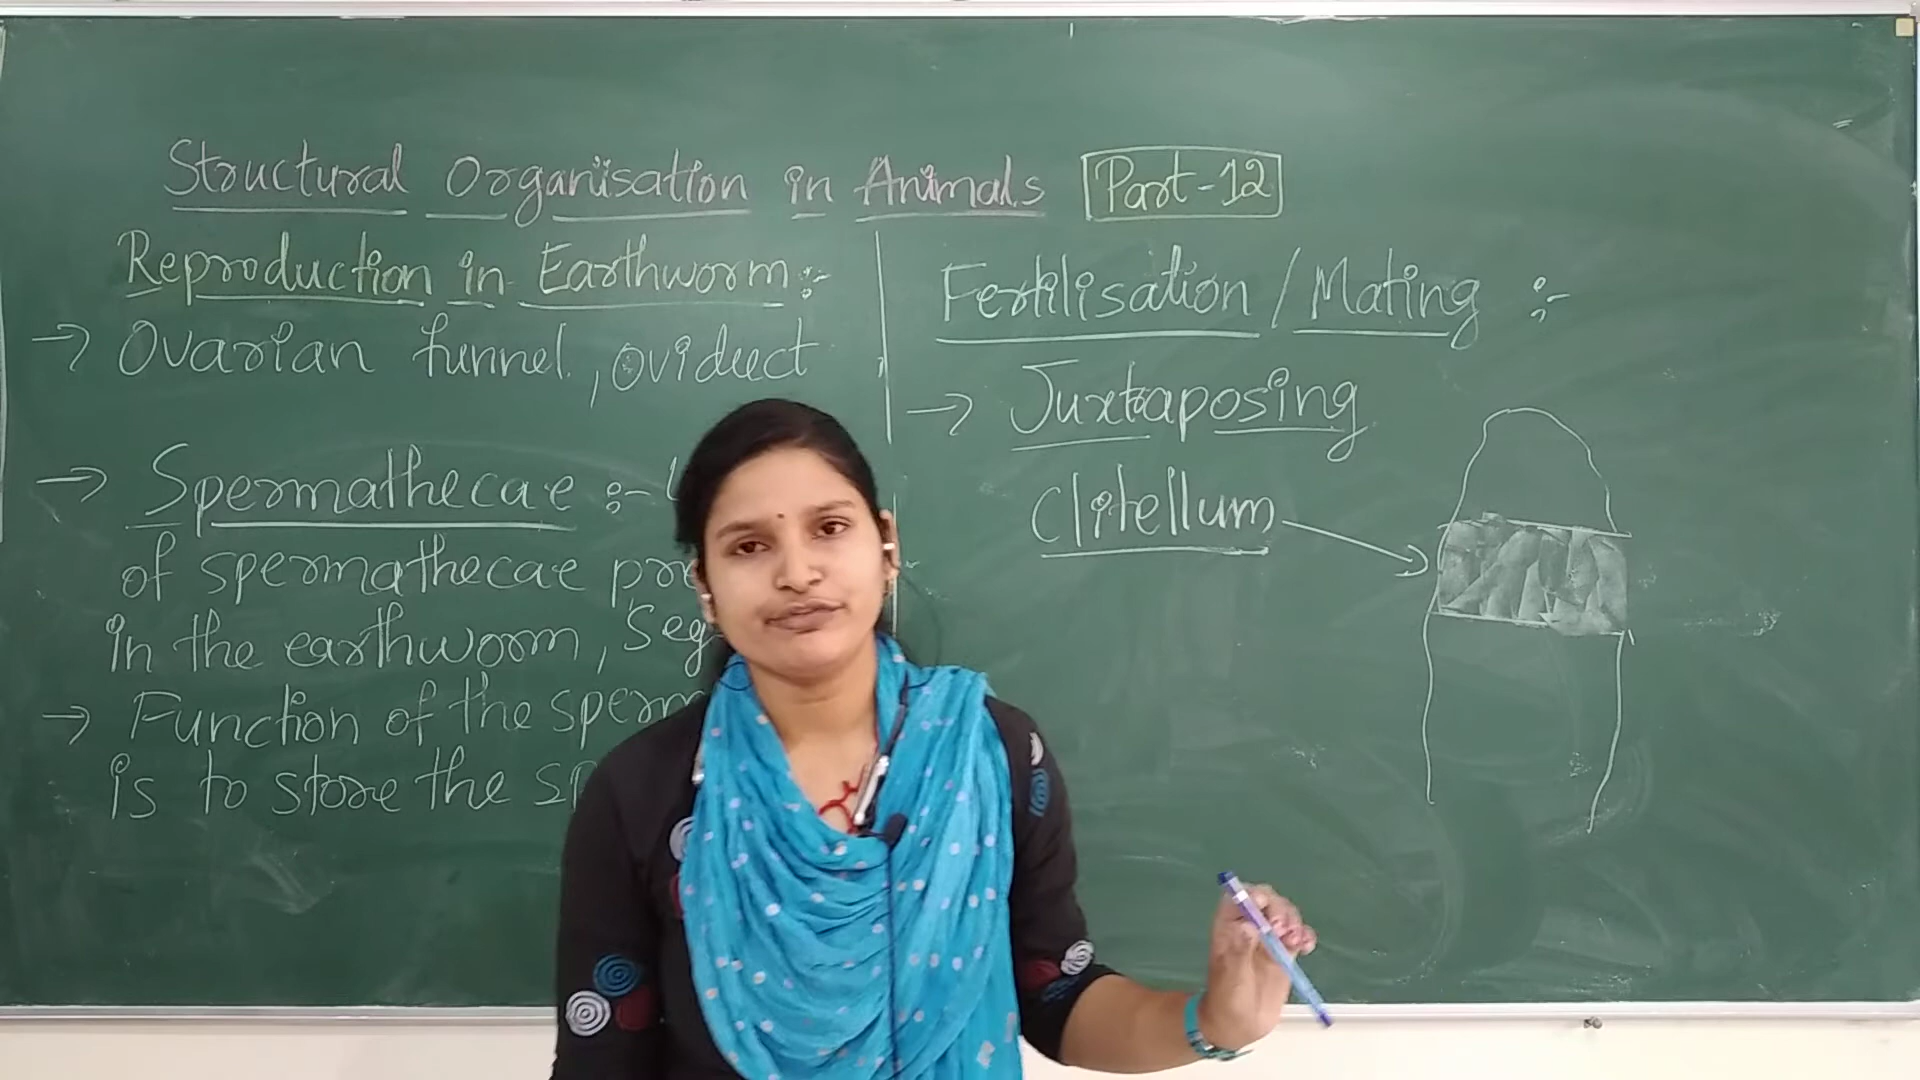 Structural Organisation in Animals Part-12
Reproduction in Earthworm :-
→ Ovarian funnel, oviduct
→ Spermathecae :-
of spermathecae pre
in the earthworm, Seg
→ Function of the sperm
is to store the sp
Fertilisation / Mating :-
→ Juxtaposing
Clitellum